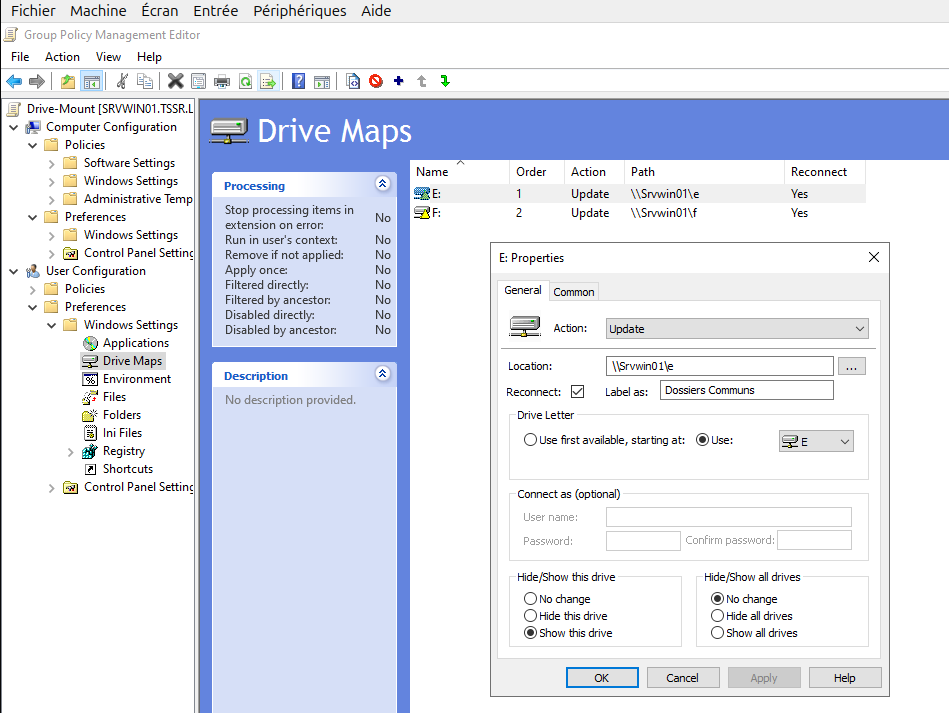 Fichier Machine Écran Entrée Périphériques Aide
Group Policy Management Editor
File Action View Help
Drive-Mount [SRVWIN01.TSSR.L
Computer Configuration
Policies
Software Settings
Windows Settings
Administrative Temp
Preferences
Windows Settings
Control Panel Setting
User Configuration
Policies
Preferences
Windows Settings
Applications
Drive Maps
Environment
Files
Folders
Ini Files
Registry
Shortcuts
Control Panel Setting
Drive Maps
Processing
Stop processing items in
extension on error: No
Run in user's context: No
Remove if not applied: No
Apply once: No
Filtered directly: No
Filtered by ancestor: No
Disabled directly: No
Disabled by ancestor: No
Description
No description provided.
Name Order Action Path Reconnect
E: 1 Update \\Srvwin01\e Yes
F: 2 Update \\Srvwin01\f Yes
E: Properties
General Common
Action: Update
Location: \\Srvwin01\e ...
Reconnect: Label as: Dossiers Communs
Drive Letter
Use first available, starting at: Use: E
Connect as (optional)
User name:
Password: Confirm password:
Hide/Show this drive
No change
Hide this drive
Show this drive
Hide/Show all drives
No change
Hide all drives
Show all drives
OK Cancel Apply Help